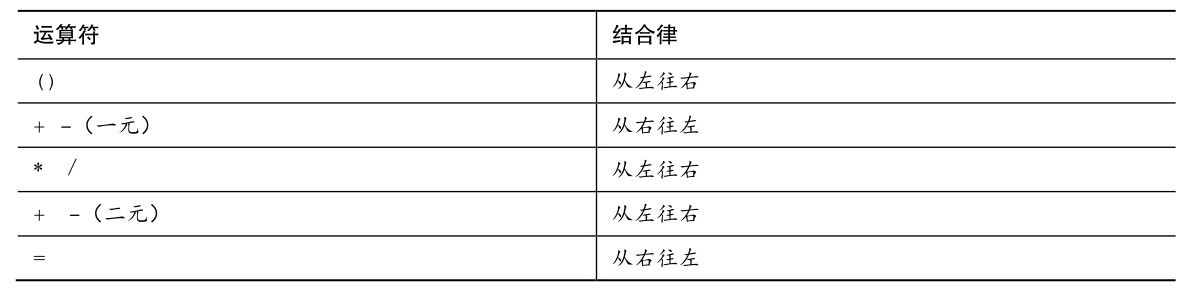 运算符 结合律
() 从左往右
+ -（一元） 从右往左
* / 从左往右
+ -（二元） 从左往右
= 从右往左